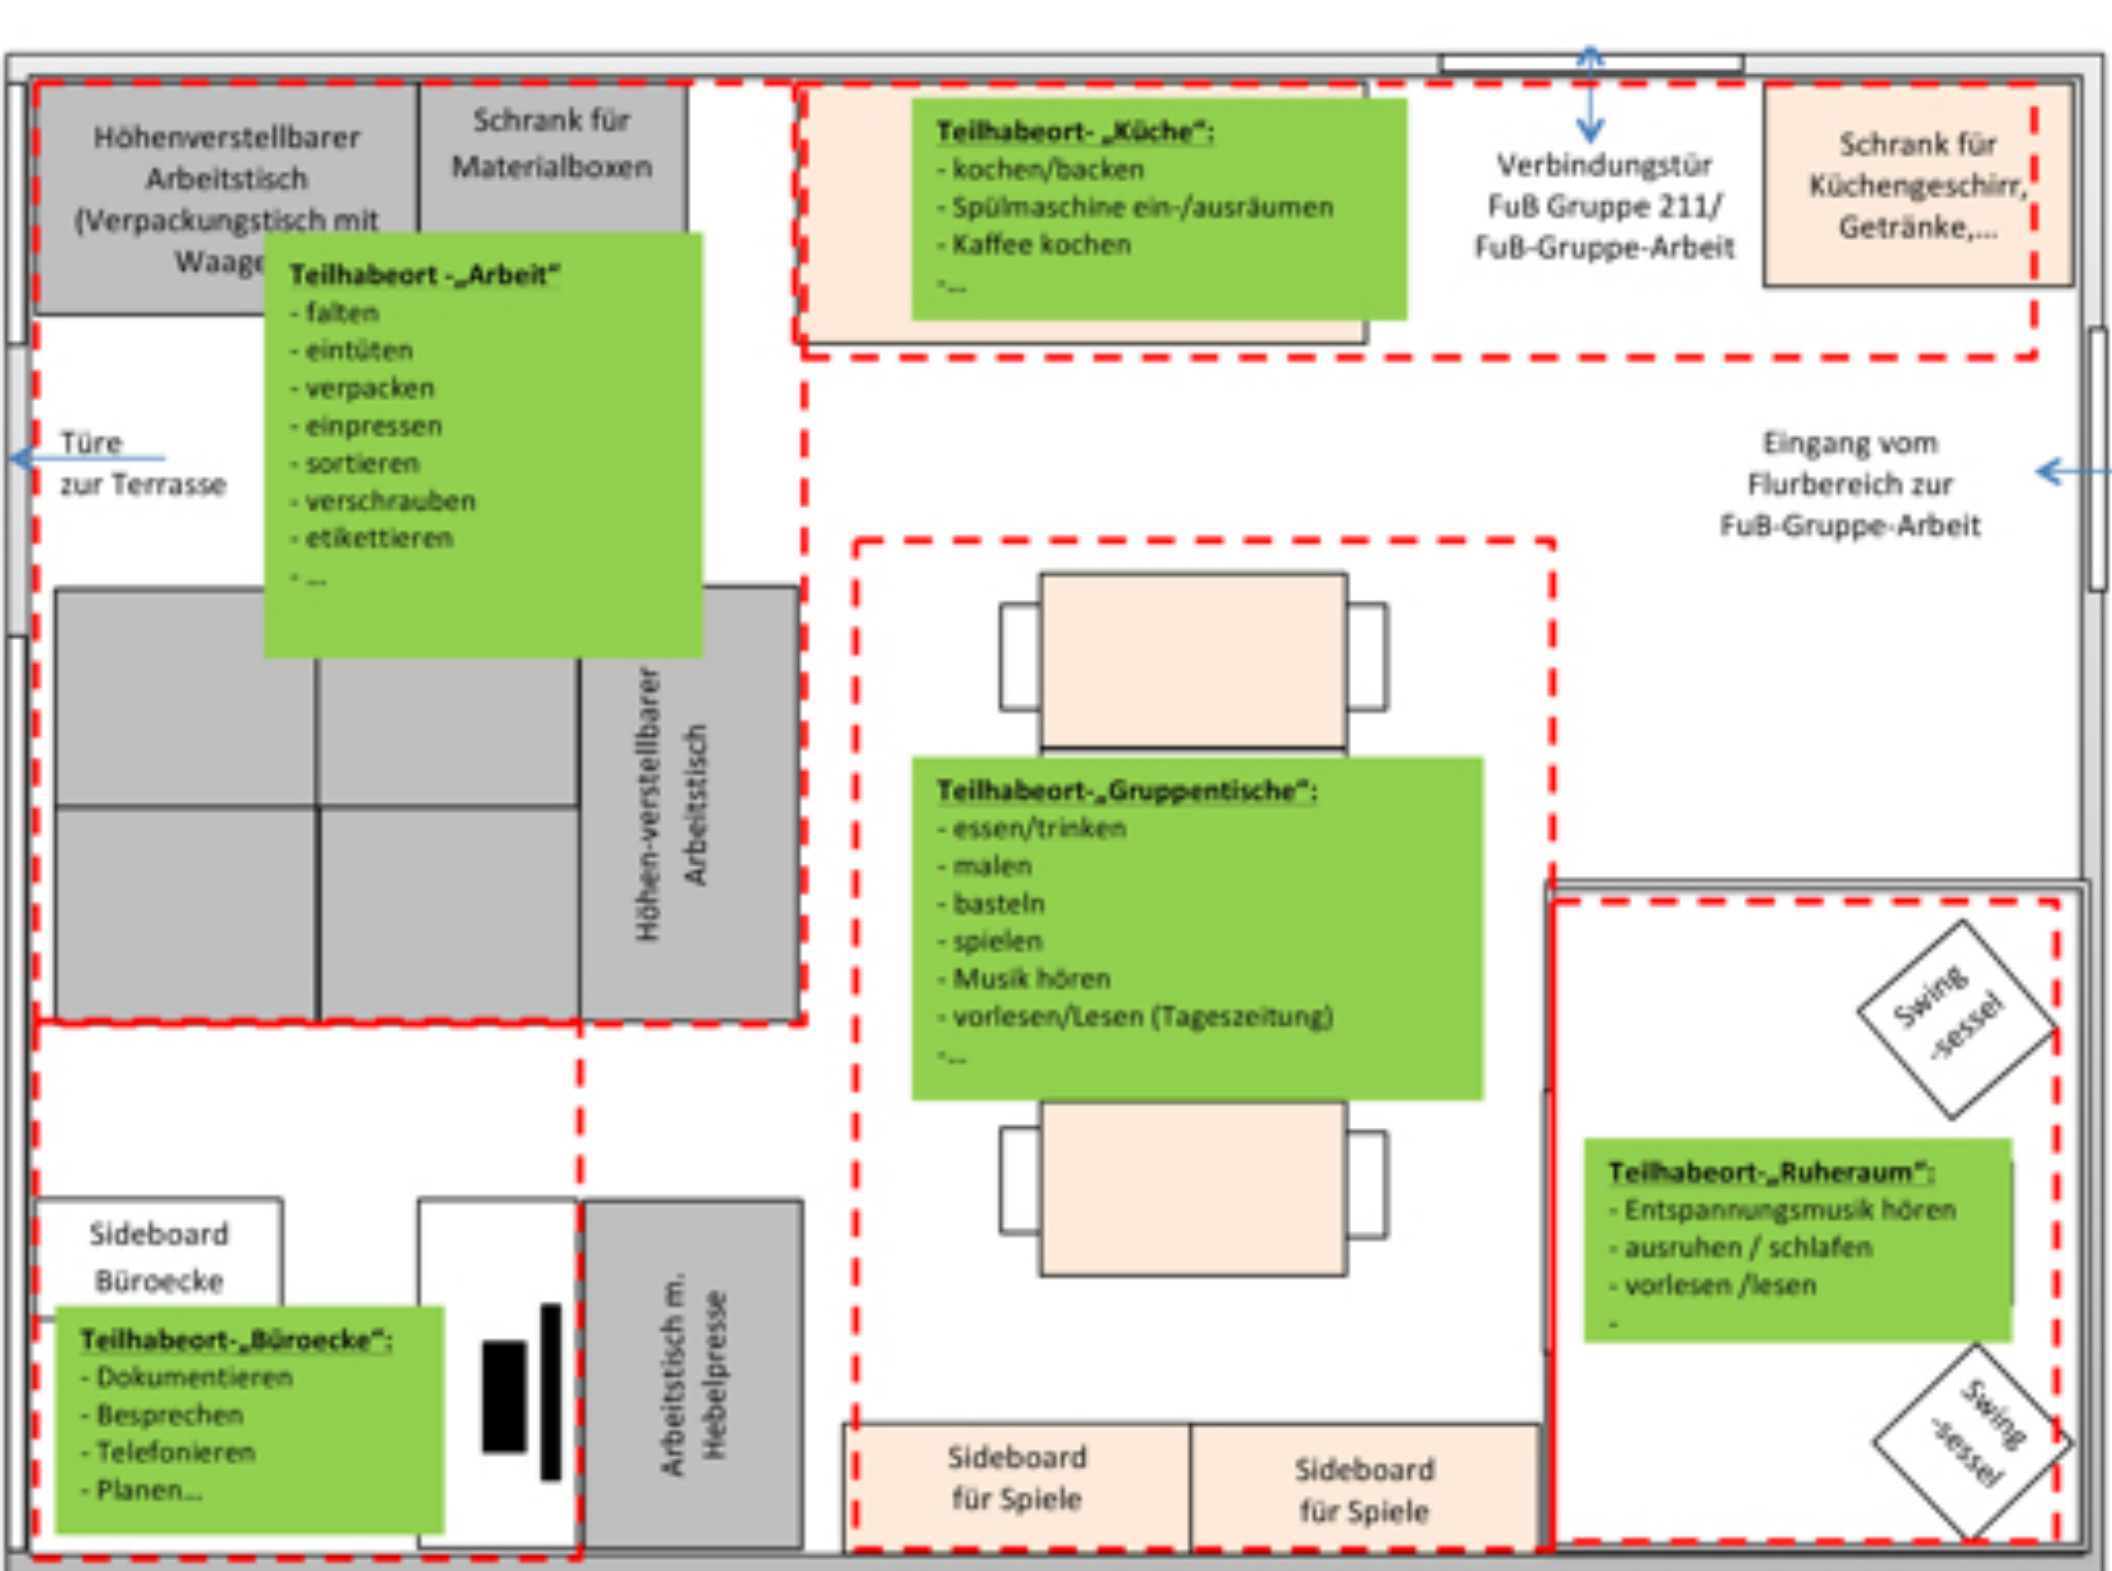 Höhenverstellbarer
Arbeitstisch
(Verpackungstisch mit
Waage
Schrank für
Materialboxen
Teilhabeort -„Arbeit“
- falten
- eintüten
- verpacken
- einpressen
- sortieren
- verschrauben
- etikettieren
- ...
Teilhabeort- „Küche“:
- kochen/backen
- Spülmaschine ein-/ausräumen
- Kaffee kochen
-...
Verbindungstür
FuB Gruppe 211/
FuB-Gruppe-Arbeit
Schrank für
Küchengeschirr,
Getränke,...
Türe
zur Terrasse
Eingang vom
Flurbereich zur
FuB-Gruppe-Arbeit
Höhen-verstellbarer
Arbeitstisch
Teilhabeort-„Gruppentische“:
- essen/trinken
- malen
- basteln
- spielen
- Musik hören
- vorlesen/Lesen (Tageszeitung)
-...
Swing
-sessel
Teilhabeort-„Ruheraum“:
- Entspannungsmusik hören
- ausruhen / schlafen
- vorlesen /lesen
-
Swing
-sessel
Sideboard
Büroecke
Teilhabeort-„Büroecke“:
- Dokumentieren
- Besprechen
- Telefonieren
- Planen...
Arbeitstisch m.
Hebelpresse
Sideboard
für Spiele
Sideboard
für Spiele